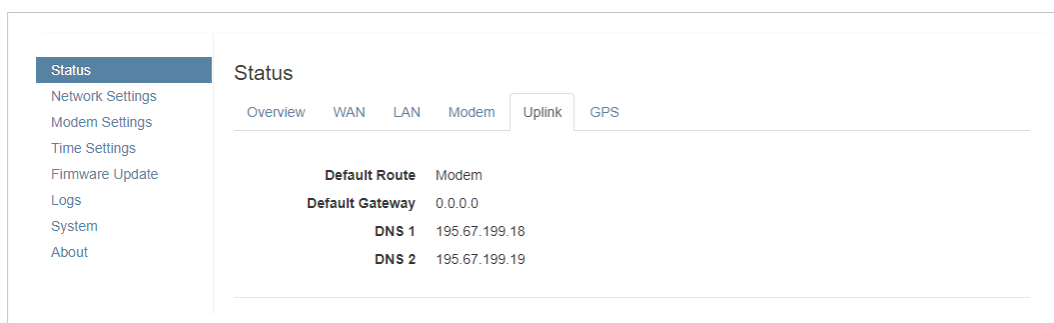 Status
Network Settings
Modem Settings
Time Settings
Firmware Update
Logs
System
About
Status
Overview WAN LAN Modem Uplink GPS
Default Route Modem
Default Gateway 0.0.0.0
DNS 1 195.67.199.18
DNS 2 195.67.199.19